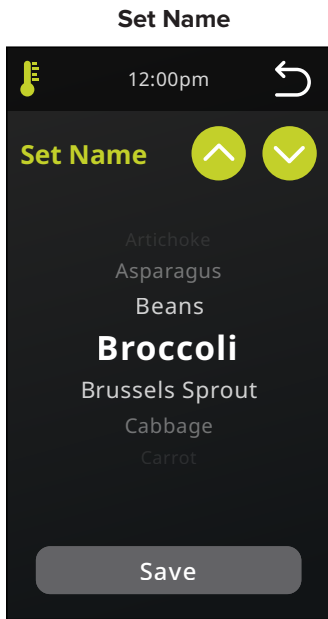 Set Name
12:00pm
Set Name
Artichoke
Asparagus
Beans
Broccoli
Brussels Sprout
Cabbage
Carrot
Save